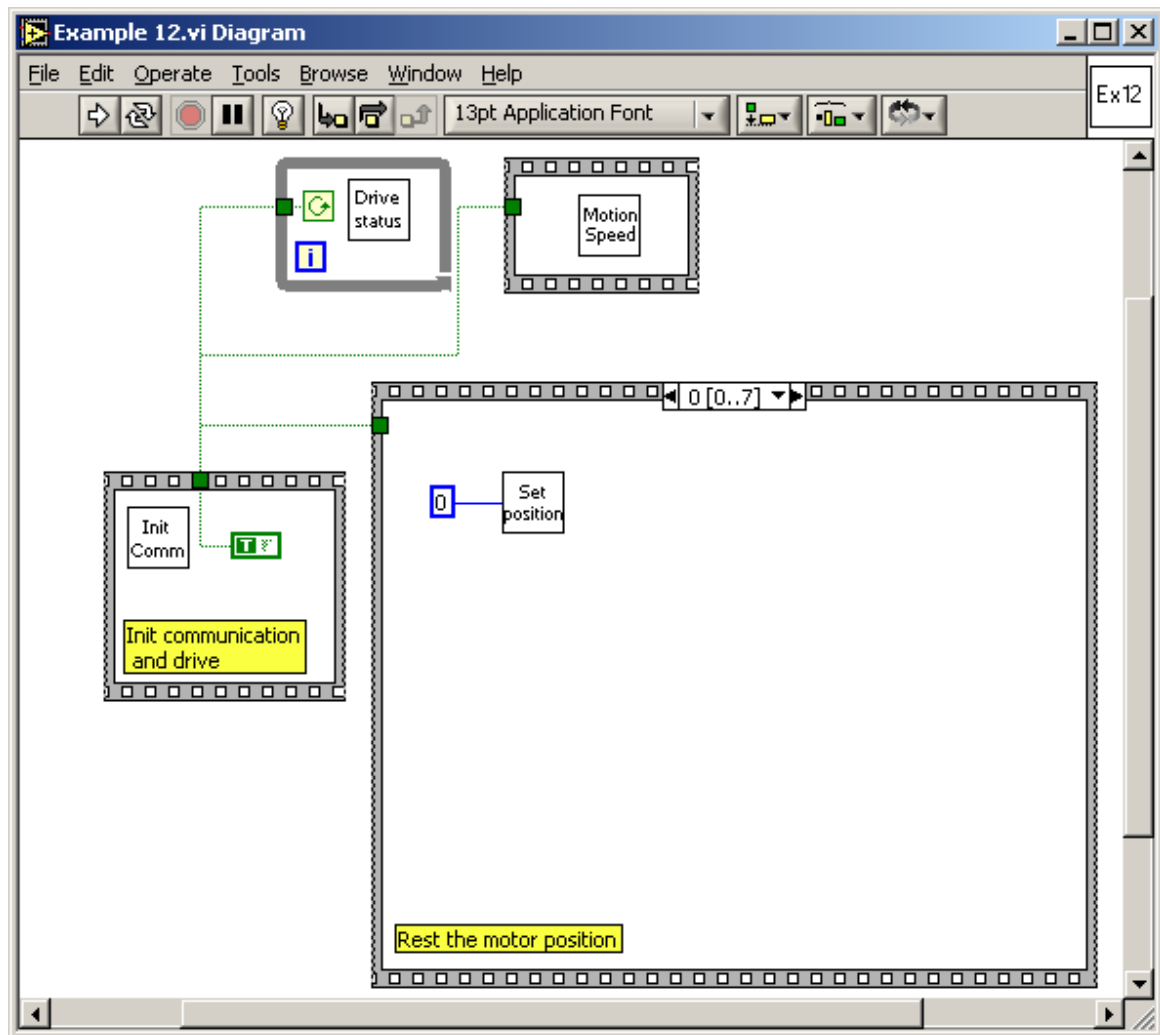 Example 12.vi Diagram
File Edit Operate Tools Browse Window Help
Ex12
13pt Application Font
Drive
status
i
Motion
Speed
0 [0..7]
0
Set
position
Init
Comm
T
Init communication
and drive
Rest the motor position